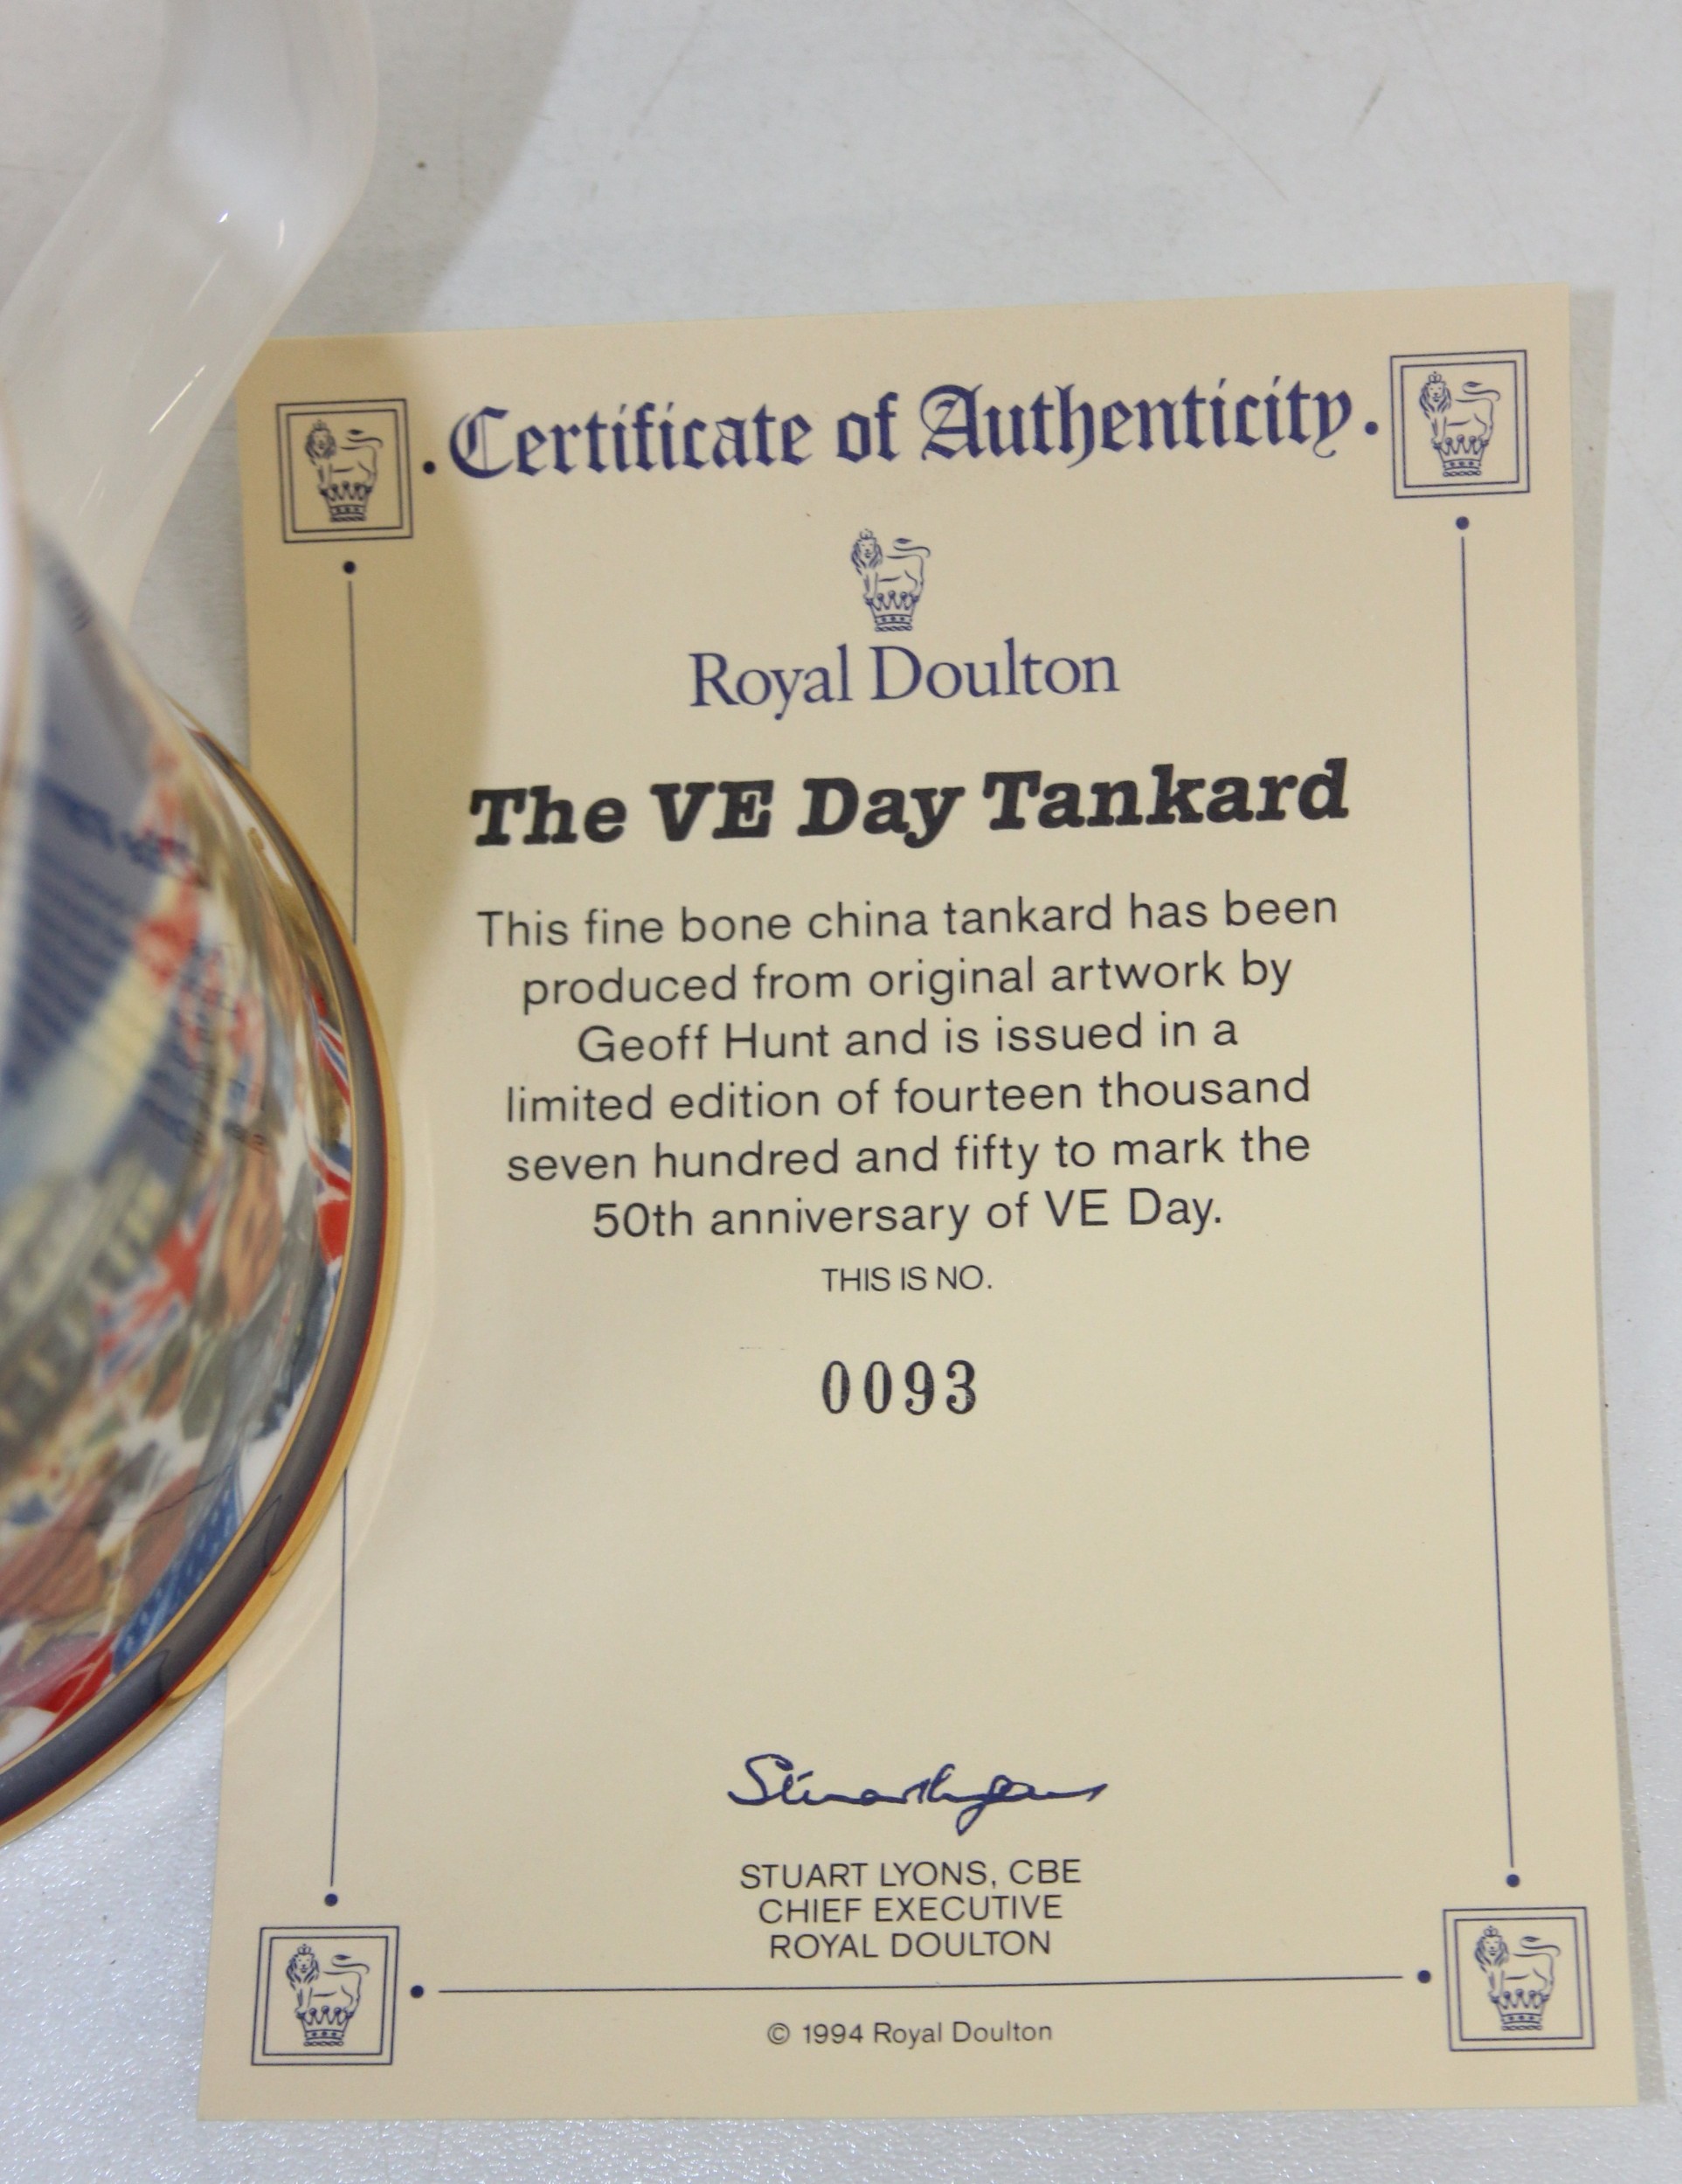 Certificate of Authenticity
Royal Doulton
The VE Day Tankard
This fine bone china tankard has been
produced from original artwork by
Geoff Hunt and is issued in a
limited edition of fourteen thousand
seven hundred and fifty to mark the
50th anniversary of VE Day.
THIS IS NO.
0093
Stuart Lyons
STUART LYONS, CBE
CHIEF EXECUTIVE
ROYAL DOULTON
© 1994 Royal Doulton